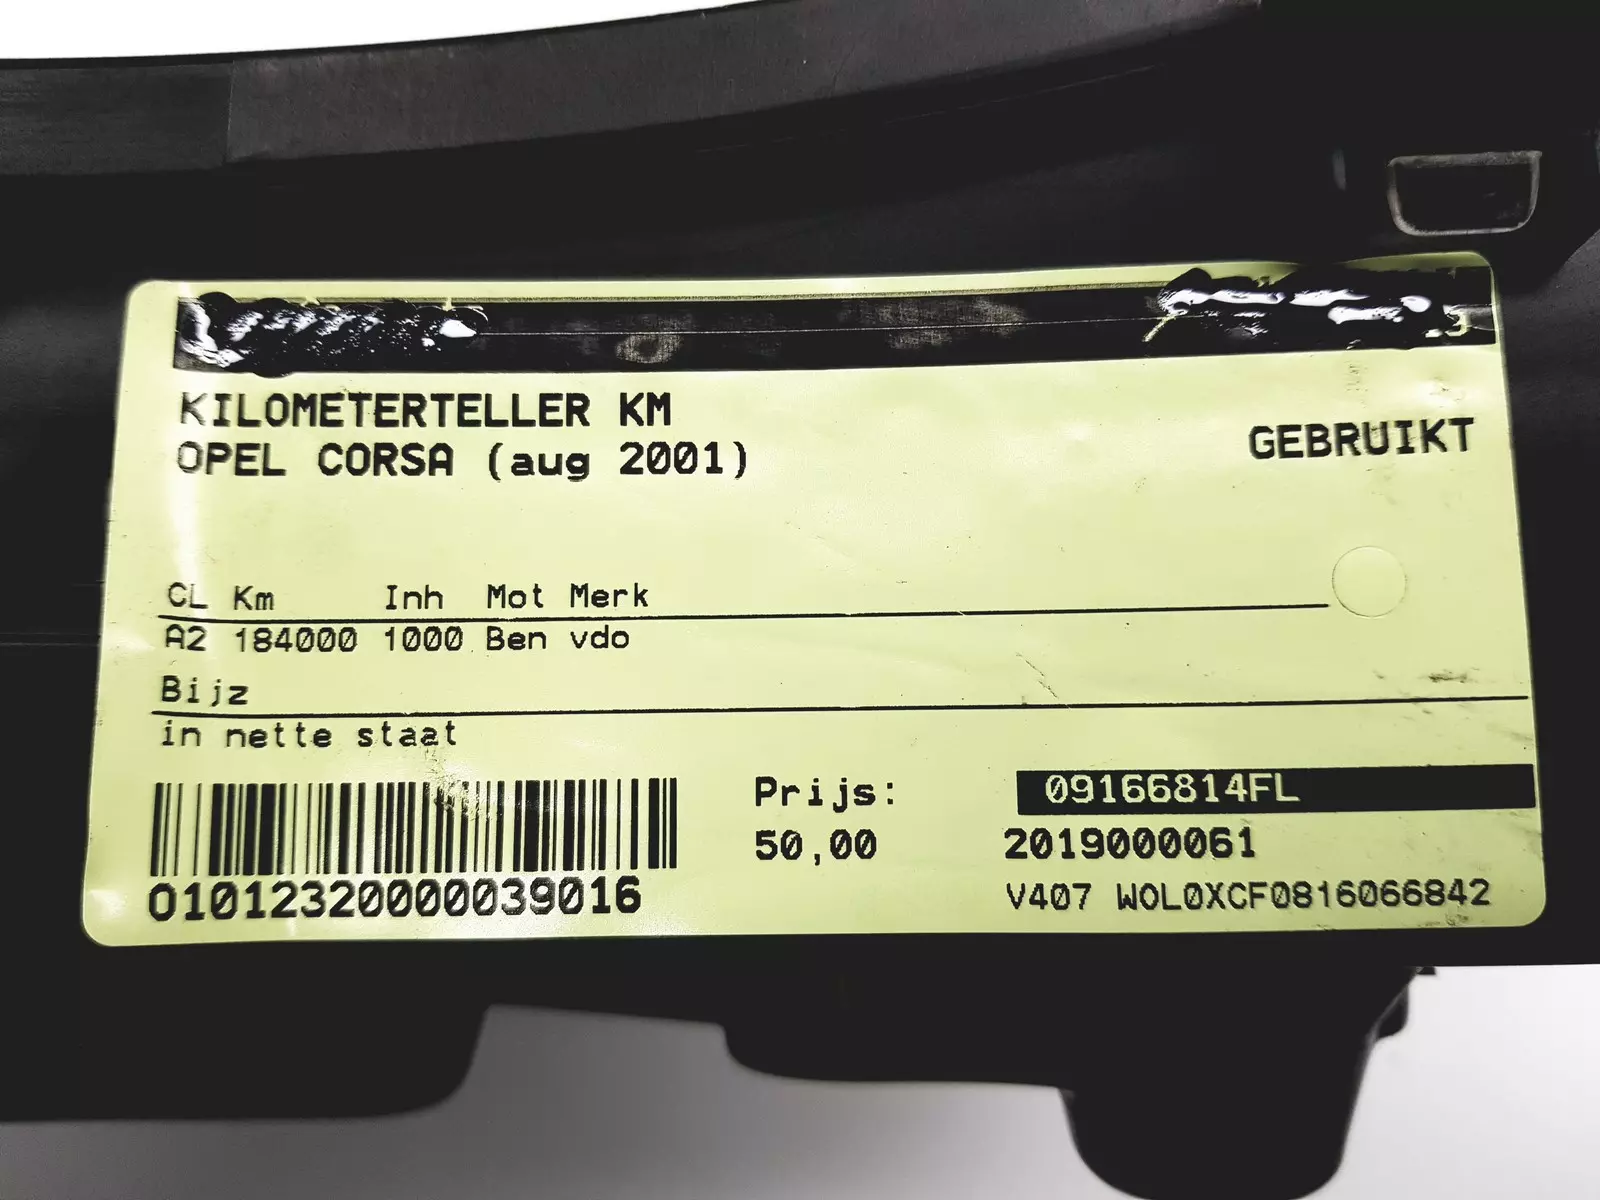 KILOMETERTELLER KM
OPEL CORSA (aug 2001)
GEBRUIKT
CL Km Inh Mot Merk
A2 184000 1000 Ben vdo
Bijz
in nette staat
Prijs: 09166814FL
50,00 2019000061
0101232000039016 V407 W0L0XCF0816066842